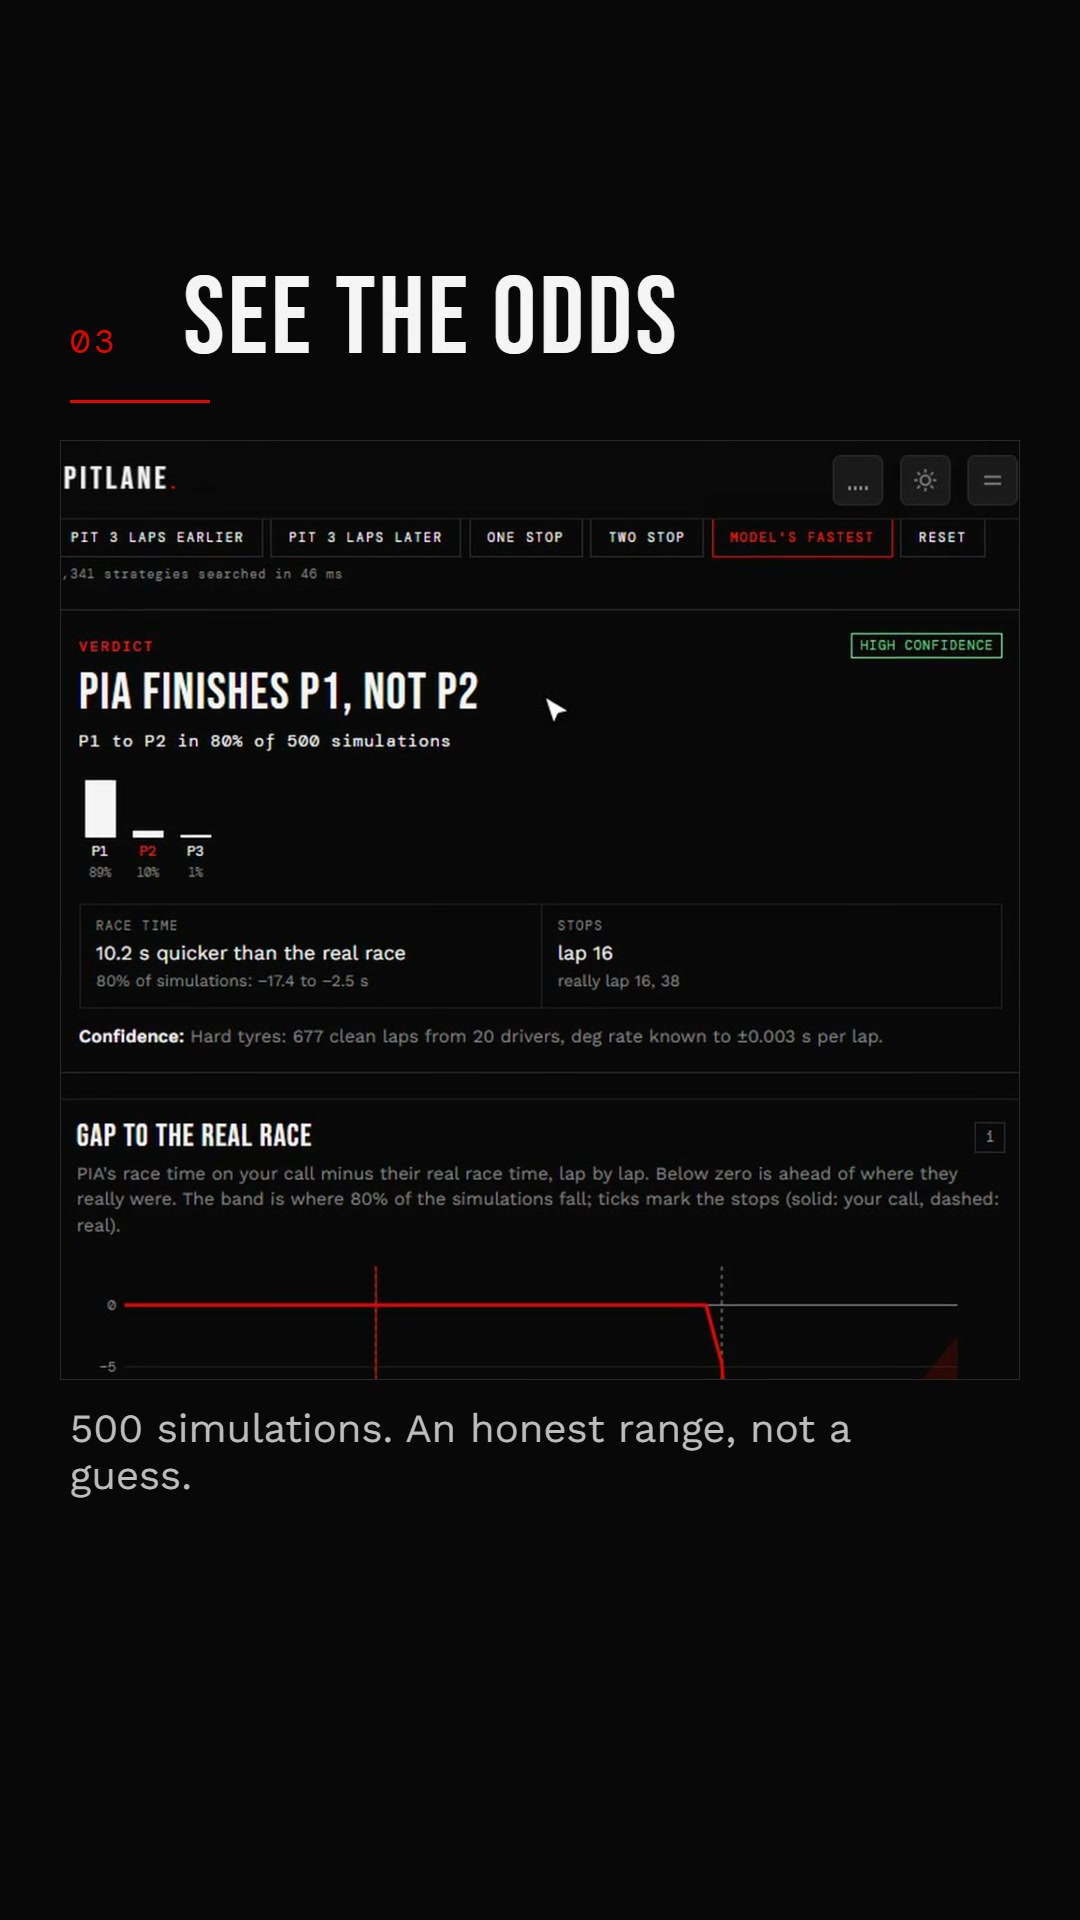 03 SEE THE ODDS
PITLANE.
PIT 3 LAPS EARLIER PIT 3 LAPS LATER ONE STOP TWO STOP MODEL'S FASTEST RESET
,341 strategies searched in 46 ms
VERDICT HIGH CONFIDENCE
PIA FINISHES P1, NOT P2
P1 to P2 in 80% of 500 simulations
P1 P2 P3
89% 10% 1%
RACE TIME STOPS
10.2 s quicker than the real race lap 16
80% of simulations: −17.4 to −2.5 s really lap 16, 38
Confidence: Hard tyres: 677 clean laps from 20 drivers, deg rate known to ±0.003 s per lap.
GAP TO THE REAL RACE i
PIA's race time on your call minus their real race time, lap by lap. Below zero is ahead of where they
really were. The band is where 80% of the simulations fall; ticks mark the stops (solid: your call, dashed:
real).
0
−5
500 simulations. An honest range, not a
guess.